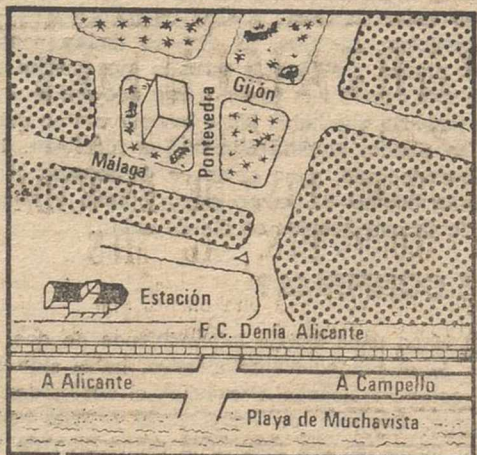 Gijón
Pontevedra
Málaga
Estación
F.C. Denia Alicante
A Alicante
A Campello
Playa de Muchavista